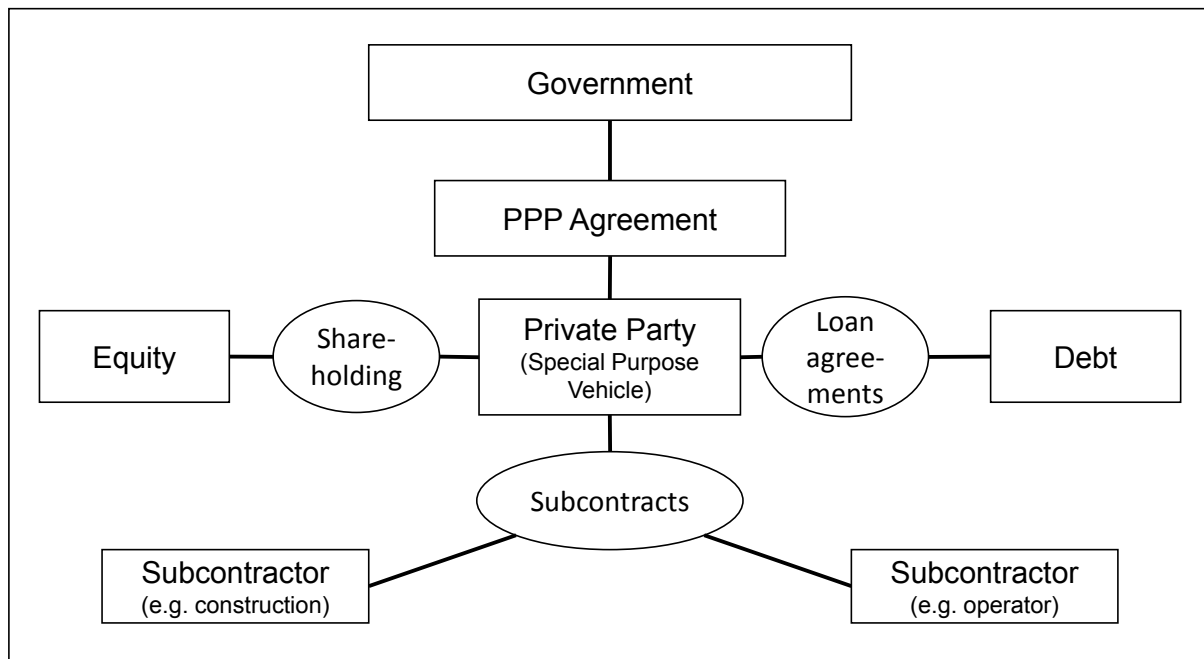 Government
PPP Agreement
Equity
Share-
holding
Private Party
(Special Purpose
Vehicle)
Loan
agree-
ments
Debt
Subcontracts
Subcontractor
(e.g. construction)
Subcontractor
(e.g. operator)